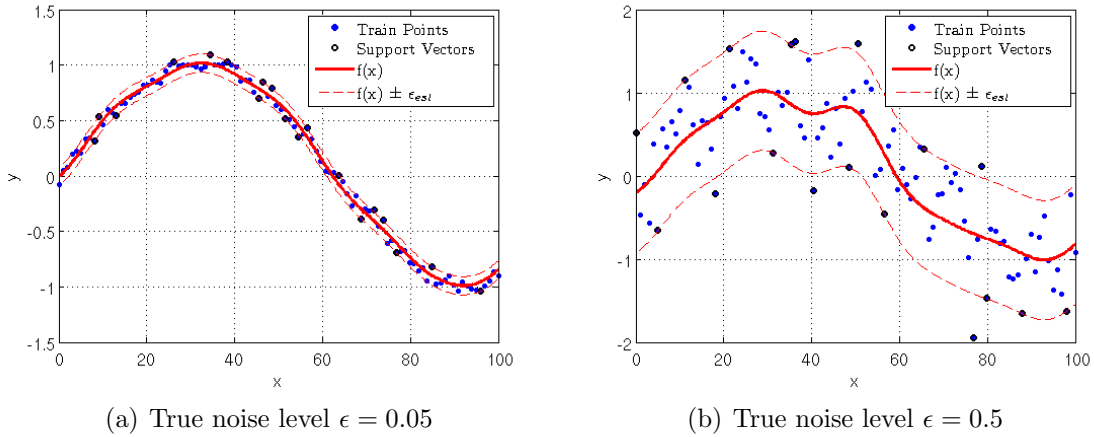 1.5
1
0.5
0
-0.5
-1
-1.5
y
0 20 40 60 80 100
x
Train Points
Support Vectors
f(x)
f(x) ± ϵest
(a) True noise level ϵ = 0.05
2
1
0
-1
-2
y
0 20 40 60 80 100
x
Train Points
Support Vectors
f(x)
f(x) ± ϵest
(b) True noise level ϵ = 0.5